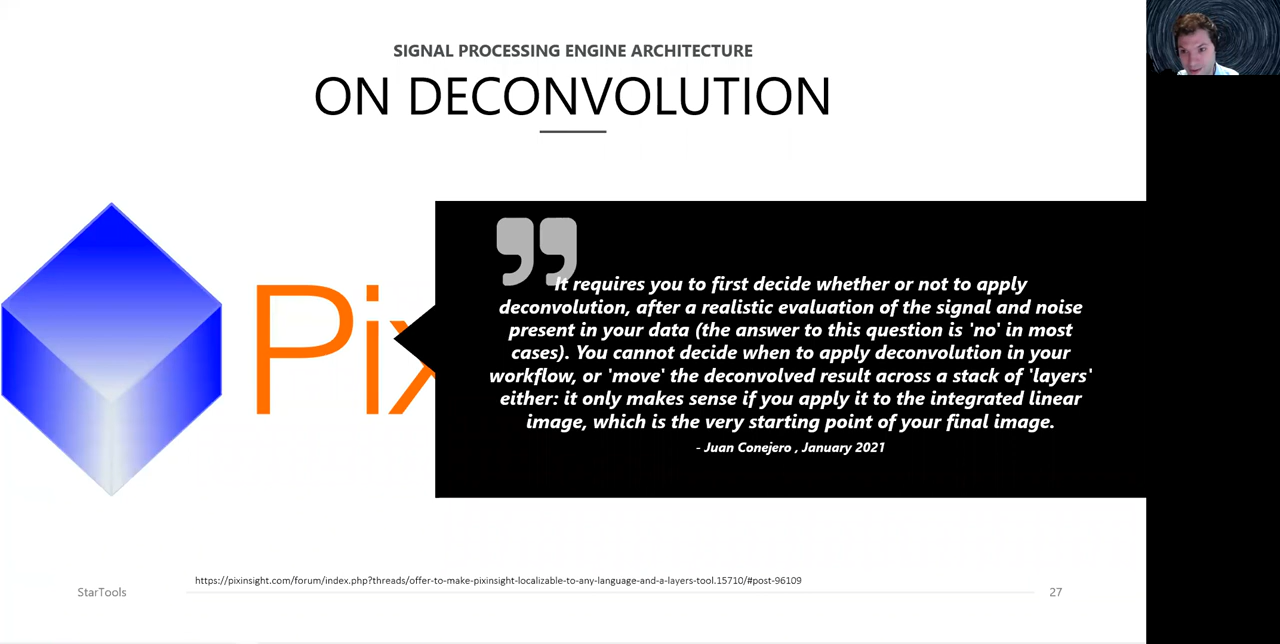 SIGNAL PROCESSING ENGINE ARCHITECTURE
ON DECONVOLUTION
Pix
It requires you to first decide whether or not to apply
deconvolution, after a realistic evaluation of the signal and noise
present in your data (the answer to this question is 'no' in most
cases). You cannot decide when to apply deconvolution in your
workflow, or 'move' the deconvolved result across a stack of 'layers'
either: it only makes sense if you apply it to the integrated linear
image, which is the very starting point of your final image.
- Juan Conejero , January 2021
https://pixinsight.com/forum/index.php?threads/offer-to-make-pixinsight-localizable-to-any-language-and-a-layers-tool.15710/#post-96109
StarTools
27